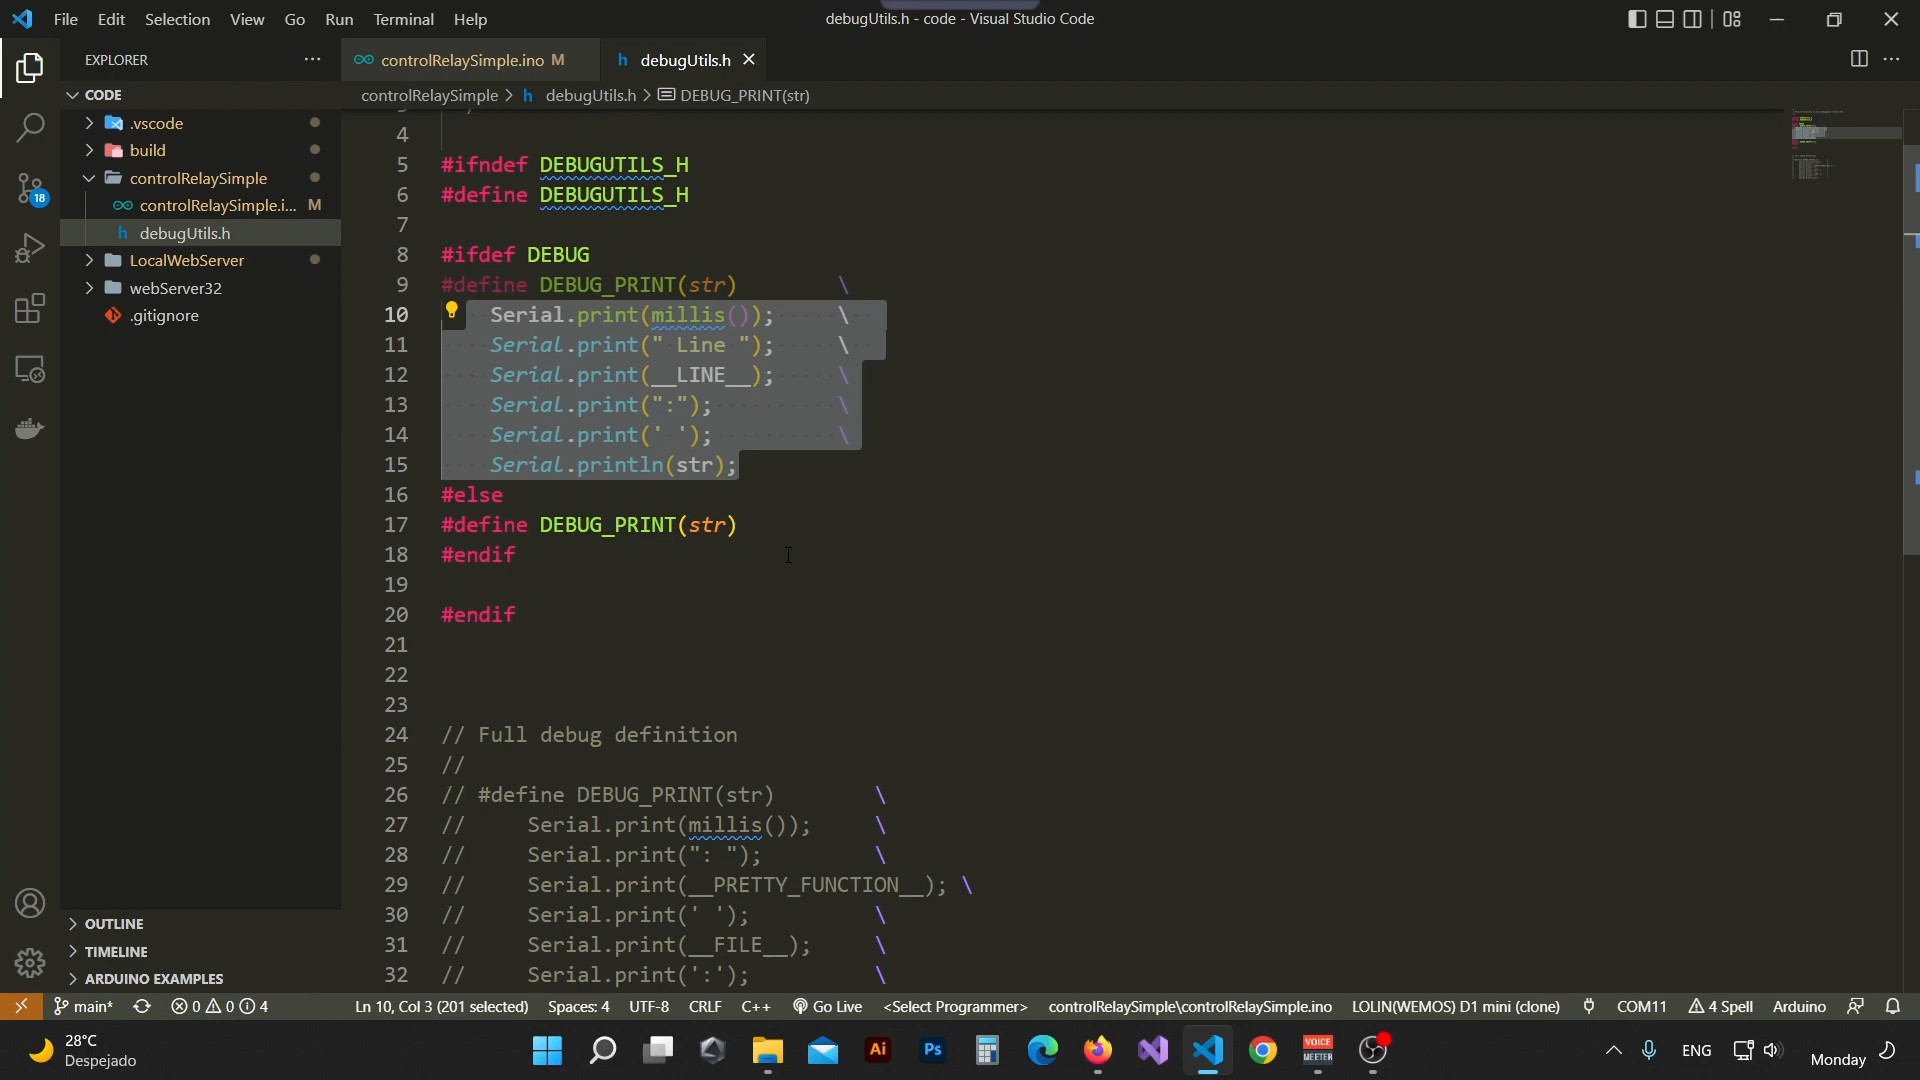 File Edit Selection View Go Run Terminal Help
debugUtils.h - code - Visual Studio Code
EXPLORER
controlRelaySimple.ino M
h debugUtils.h
CODE
controlRelaySimple > h debugUtils.h > DEBUG_PRINT(str)
.vscode
build
controlRelaySimple
controlRelaySimple.i... M
h debugUtils.h
LocalWebServer
webServer32
.gitignore
18
4
5 #ifndef DEBUGUTILS_H
6 #define DEBUGUTILS_H
7
8 #ifdef DEBUG
9 #define DEBUG_PRINT(str) \
10 Serial.print(millis()); \
11 Serial.print(" Line "); \
12 Serial.print(__LINE__); \
13 Serial.print(":"); \
14 Serial.print(' '); \
15 Serial.println(str);
16 #else
17 #define DEBUG_PRINT(str)
18 #endif
19
20 #endif
21
22
23
24 // Full debug definition
25 //
26 // #define DEBUG_PRINT(str) \
27 // Serial.print(millis()); \
28 // Serial.print(": "); \
29 // Serial.print(__PRETTY_FUNCTION__); \
30 // Serial.print(' '); \
31 // Serial.print(__FILE__); \
32 // Serial.print(':'); \
OUTLINE
TIMELINE
ARDUINO EXAMPLES
main* 0 0 4 Ln 10, Col 3 (201 selected) Spaces: 4 UTF-8 CRLF C++ Go Live <Select Programmer> controlRelaySimple\controlRelaySimple.ino LOLIN(WEMOS) D1 mini (clone) COM11 4 Spell Arduino
28°C
Despejado
Ai
Ps
VOICE
MEETER
ENG
Monday